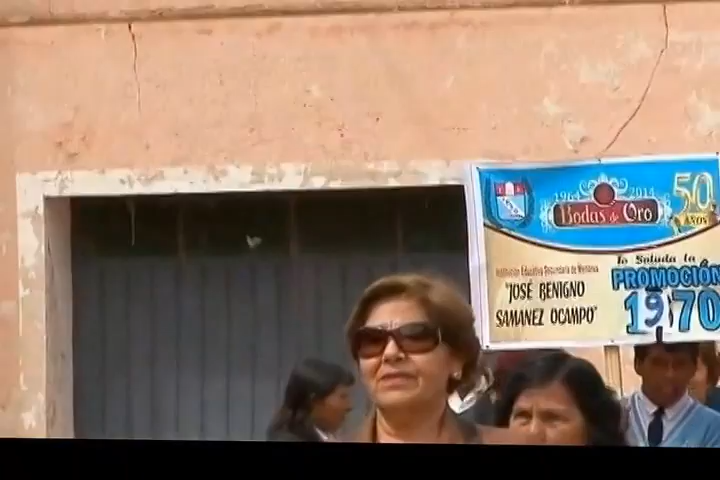 1964 2014
Bodas de Oro
50 AÑOS
Te Saluda la
PROMOCIÓN
1970
Institución Educativa Secundaria de Menores
"JOSÉ BENIGNO
SAMANEZ OCAMPO"